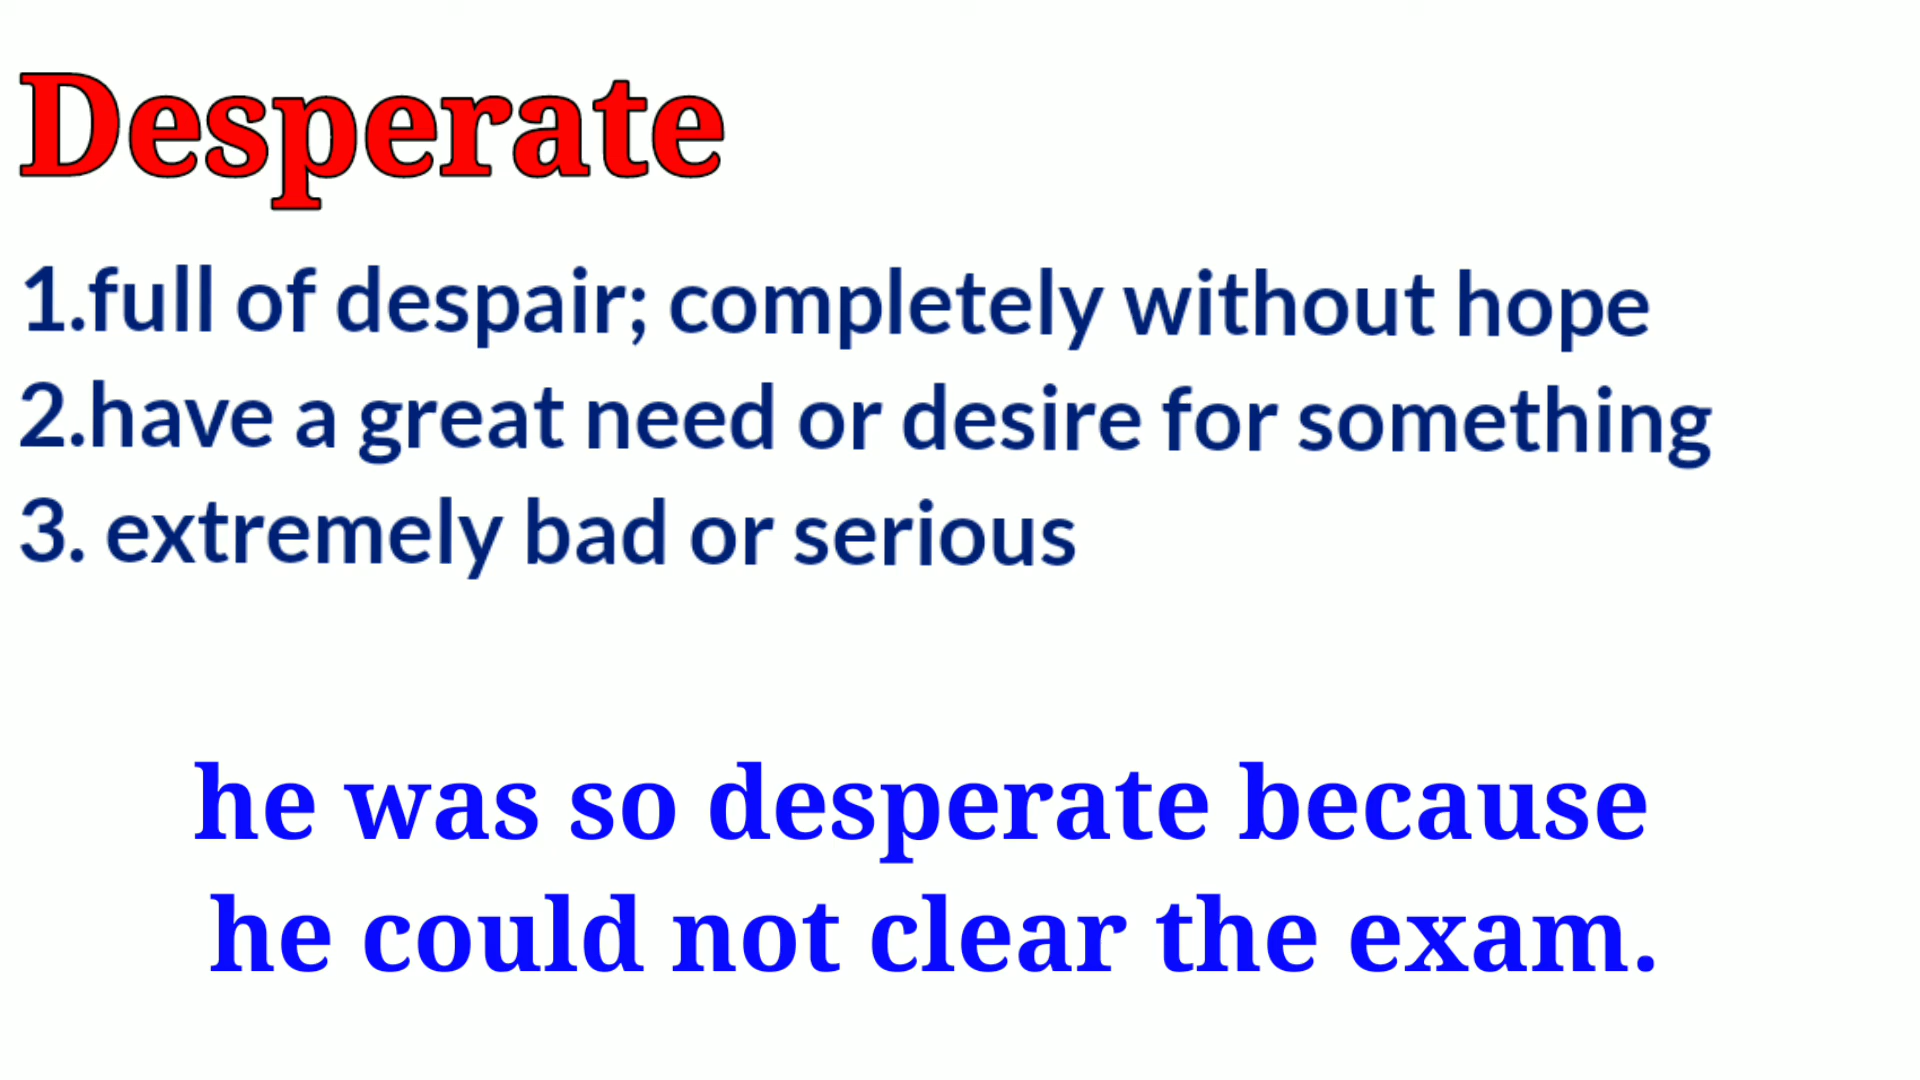 Desperate
1.full of despair; completely without hope
2.have a great need or desire for something
3. extremely bad or serious
he was so desperate because
he could not clear the exam.